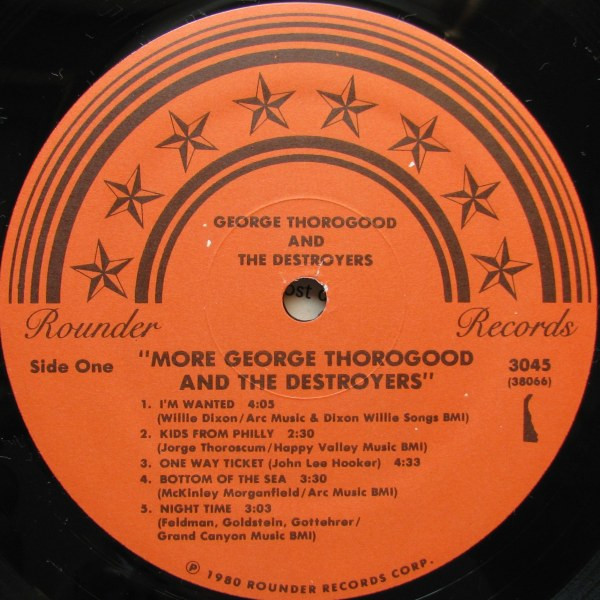 GEORGE THOROGOOD
AND
THE DESTROYERS
ost
Rounder Records
Side One
"MORE GEORGE THOROGOOD
AND THE DESTROYERS"
3045
(38066)
1. I'M WANTED 4:05
(Willie Dixon/Arc Music & Dixon Willie Songs BMI)
2. KIDS FROM PHILLY 2:30
(Jorge Thoroscum/Happy Valley Music BMI)
3. ONE WAY TICKET (John Lee Hooker) 4:33
4. BOTTOM OF THE SEA 3:30
(McKinley Morganfield/Arc Music BMI)
5. NIGHT TIME 3:03
(Feldman, Goldstein, Gottehrer/
Grand Canyon Music BMI)
℗ 1980 ROUNDER RECORDS CORP.